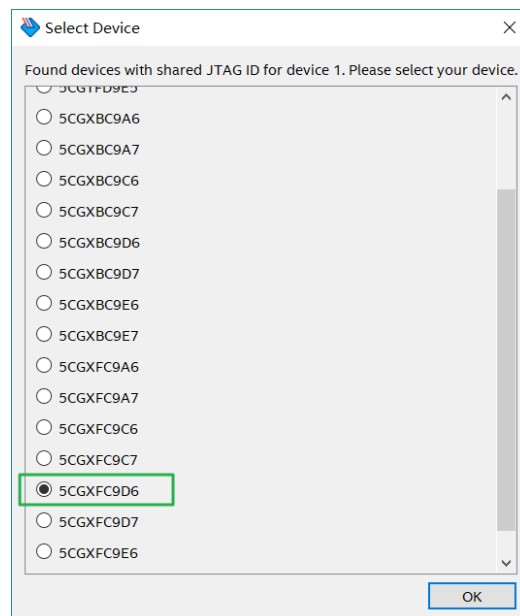 Select Device
Found devices with shared JTAG ID for device 1. Please select your device.
5CGTFD9E5
5CGXBC9A6
5CGXBC9A7
5CGXBC9C6
5CGXBC9C7
5CGXBC9D6
5CGXBC9D7
5CGXBC9E6
5CGXBC9E7
5CGXFC9A6
5CGXFC9A7
5CGXFC9C6
5CGXFC9C7
5CGXFC9D6
5CGXFC9D7
5CGXFC9E6
OK